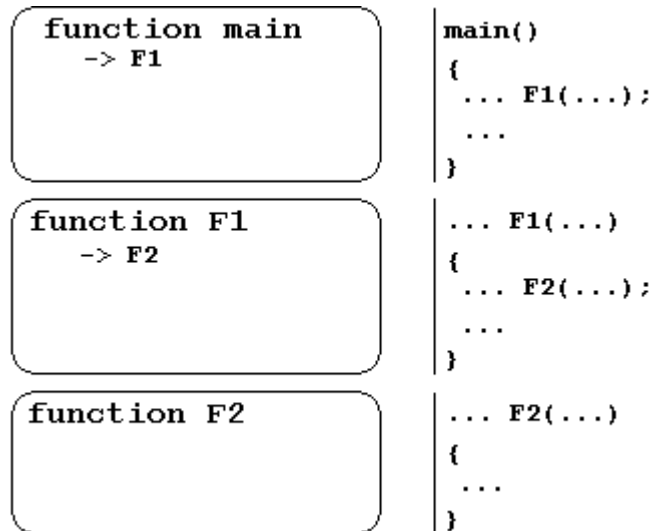 function main
-> F1
main()
{
... F1(...);
...
}
function F1
-> F2
... F1(...)
{
... F2(...);
...
}
function F2
... F2(...)
{
...
}